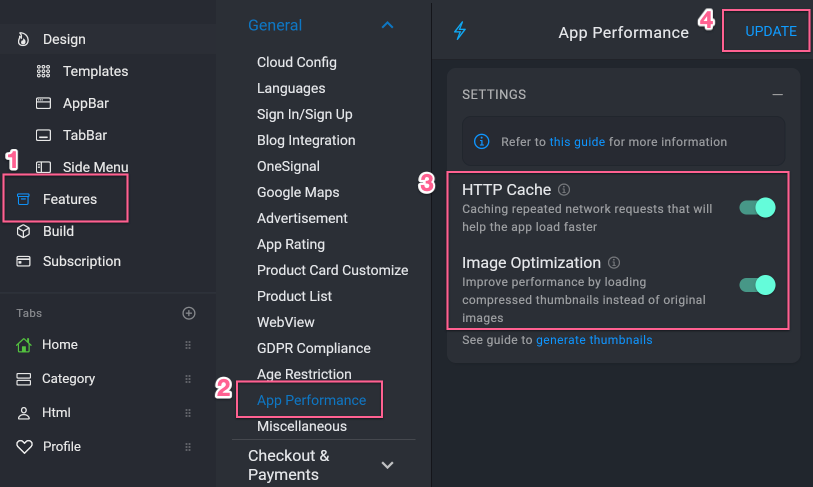 Design
Templates
AppBar
TabBar
1
Side Menu
Features
Build
Subscription
Tabs
Home
Category
Html
Profile
General
Cloud Config
Languages
Sign In/Sign Up
Blog Integration
OneSignal
Google Maps
Advertisement
App Rating
Product Card Customize
Product List
WebView
GDPR Compliance
Age Restriction
2
App Performance
Miscellaneous
Checkout &
Payments
App Performance
4
UPDATE
SETTINGS
Refer to this guide for more information
3
HTTP Cache
Caching repeated network requests that will
help the app load faster
Image Optimization
Improve performance by loading
compressed thumbnails instead of original
images
See guide to generate thumbnails